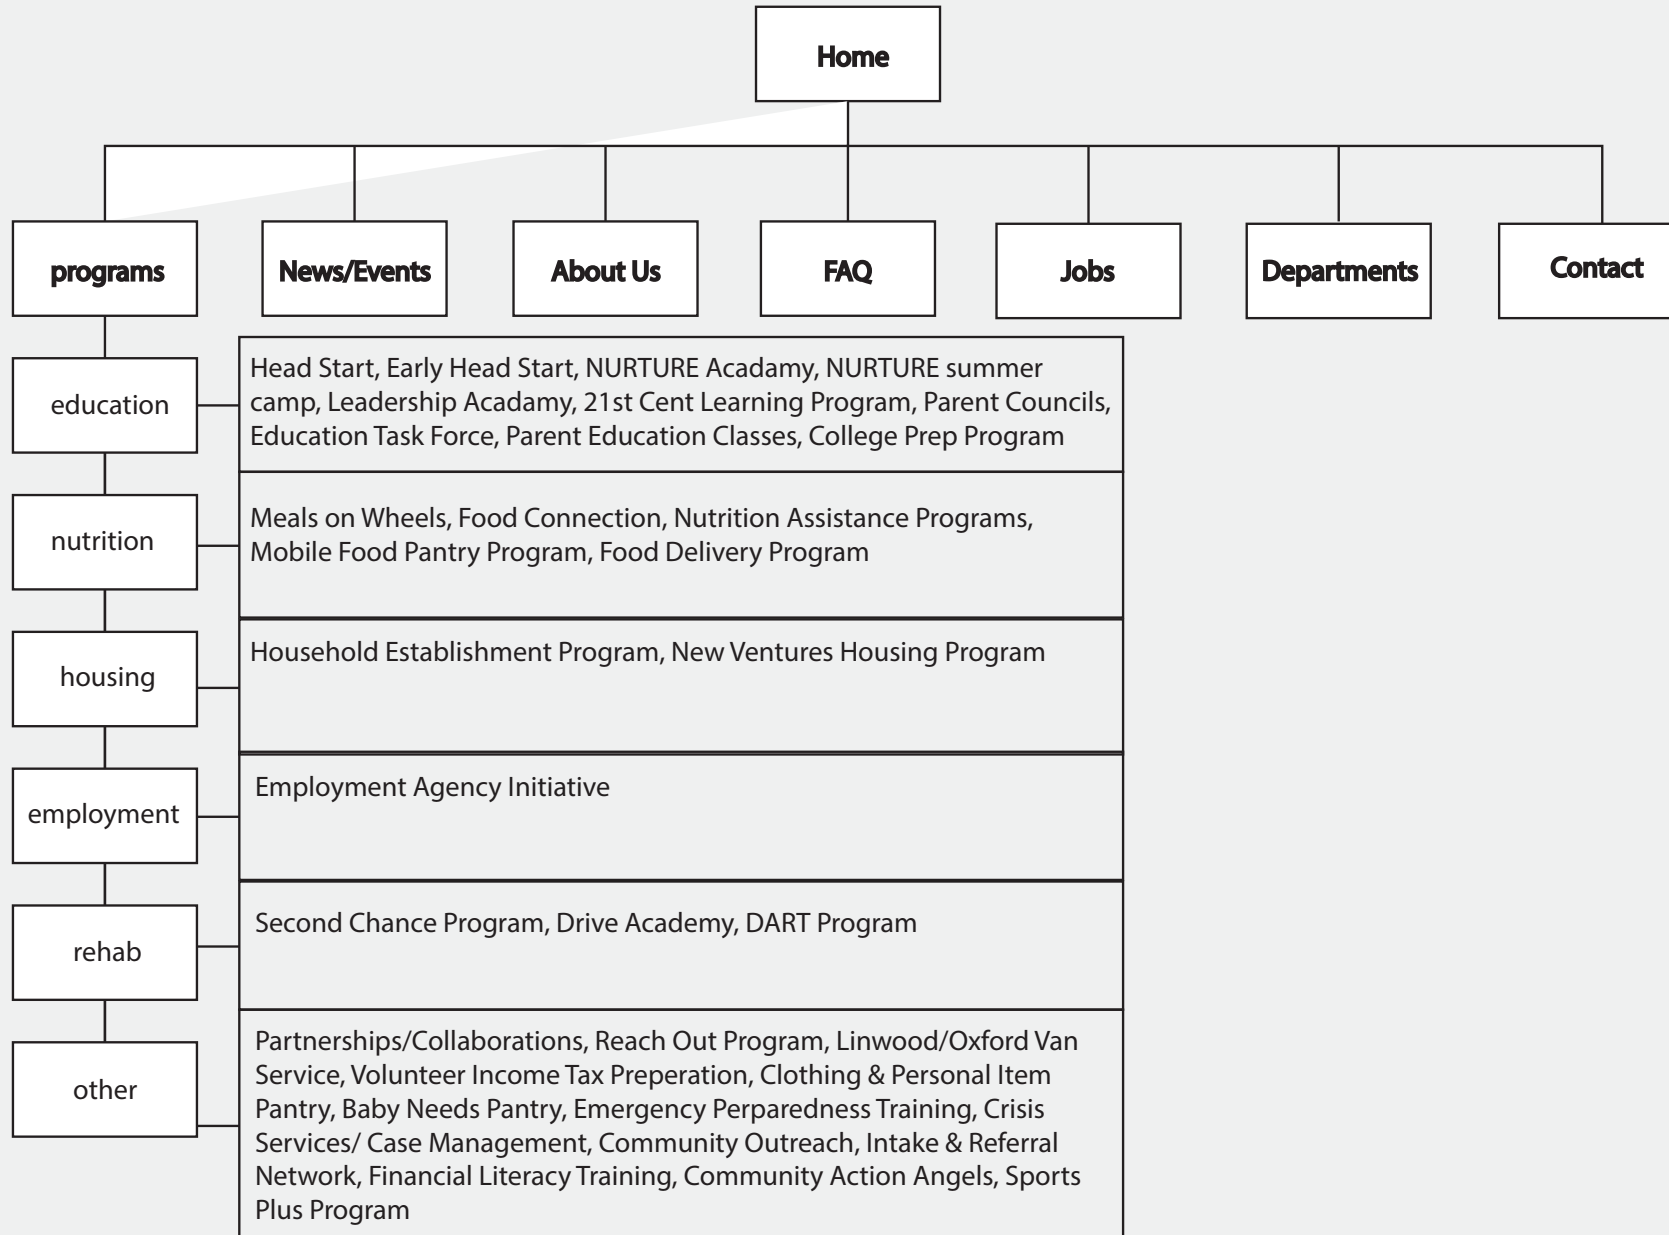 Home
programs
News/Events
About Us
FAQ
Jobs
Departments
Contact
education
Head Start, Early Head Start, NURTURE Acadamy, NURTURE summer
camp, Leadership Acadamy, 21st Cent Learning Program, Parent Councils,
Education Task Force, Parent Education Classes, College Prep Program
nutrition
Meals on Wheels, Food Connection, Nutrition Assistance Programs,
Mobile Food Pantry Program, Food Delivery Program
housing
Household Establishment Program, New Ventures Housing Program
employment
Employment Agency Initiative
rehab
Second Chance Program, Drive Academy, DART Program
other
Partnerships/Collaborations, Reach Out Program, Linwood/Oxford Van
Service, Volunteer Income Tax Preperation, Clothing & Personal Item
Pantry, Baby Needs Pantry, Emergency Perparedness Training, Crisis
Services/ Case Management, Community Outreach, Intake & Referral
Network, Financial Literacy Training, Community Action Angels, Sports
Plus Program